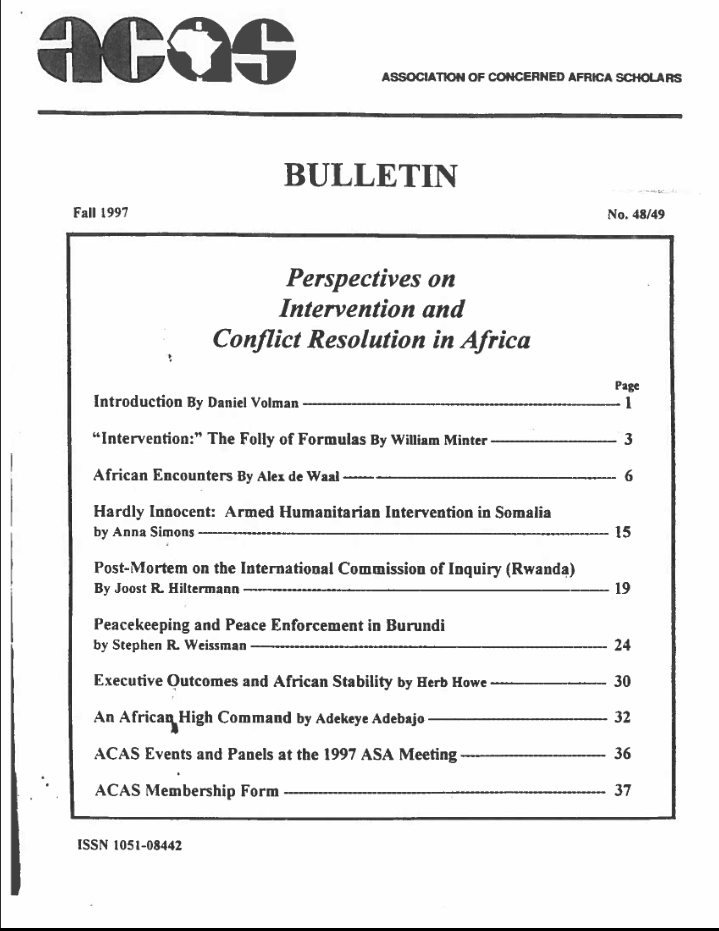 acas
ASSOCIATION OF CONCERNED AFRICA SCHOLARS
BULLETIN
Fall 1997
No. 48/49
Perspectives on
Intervention and
Conflict Resolution in Africa
Page
Introduction By Daniel Volman 1
“Intervention:” The Folly of Formulas By William Minter 3
African Encounters By Alex de Waal 6
Hardly Innocent: Armed Humanitarian Intervention in Somalia
by Anna Simons 15
Post-Mortem on the International Commission of Inquiry (Rwanda)
By Joost R. Hiltermann 19
Peacekeeping and Peace Enforcement in Burundi
by Stephen R. Weissman 24
Executive Outcomes and African Stability by Herb Howe 30
An African High Command by Adekeye Adebajo 32
ACAS Events and Panels at the 1997 ASA Meeting 36
ACAS Membership Form 37
ISSN 1051-08442